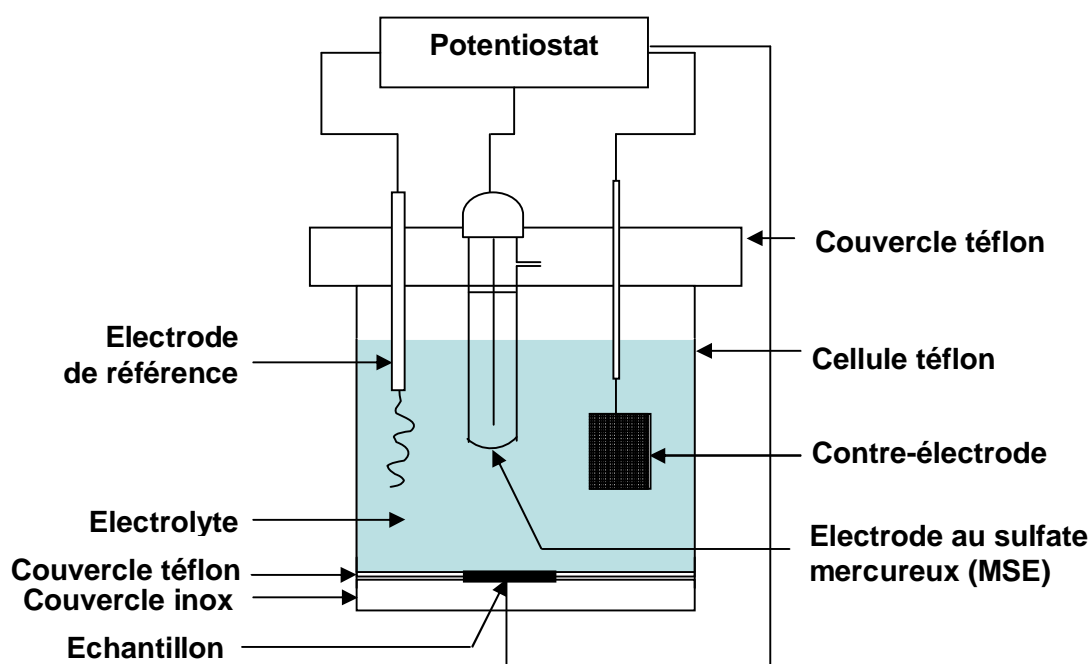 Potentiostat
Couvercle téflon
Electrode
de référence
Cellule téflon
Contre-électrode
Electrolyte
Electrode au sulfate
mercureux (MSE)
Couvercle téflon
Couvercle inox
Echantillon